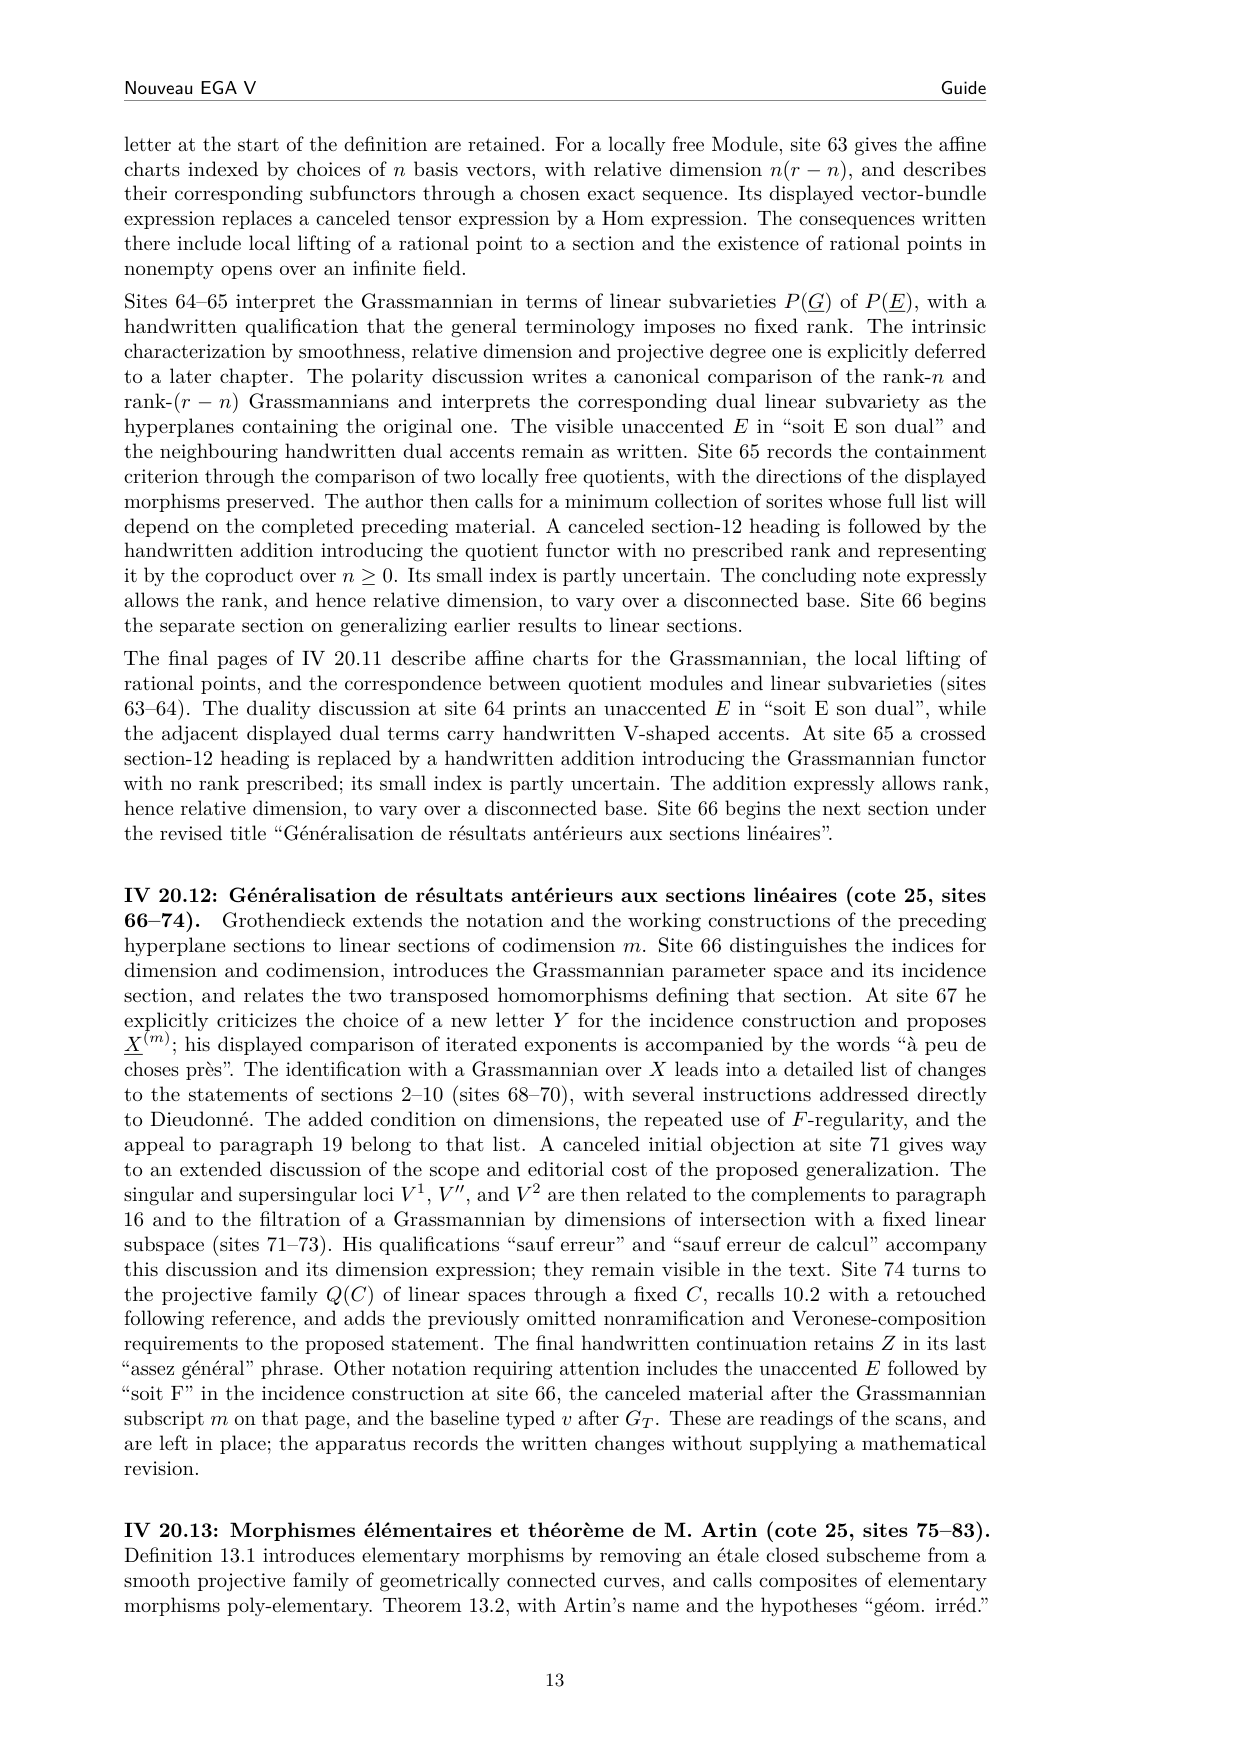 Nouveau EGA V Guide
letter at the start of the definition are retained. For a locally free Module, site 63 gives the affine
charts indexed by choices of n basis vectors, with relative dimension n(r − n), and describes
their corresponding subfunctors through a chosen exact sequence. Its displayed vector-bundle
expression replaces a canceled tensor expression by a Hom expression. The consequences written
there include local lifting of a rational point to a section and the existence of rational points in
nonempty opens over an infinite field.
Sites 64–65 interpret the Grassmannian in terms of linear subvarieties P(G) of P(E), with a
handwritten qualification that the general terminology imposes no fixed rank. The intrinsic
characterization by smoothness, relative dimension and projective degree one is explicitly deferred
to a later chapter. The polarity discussion writes a canonical comparison of the rank-n and
rank-(r − n) Grassmannians and interprets the corresponding dual linear subvariety as the
hyperplanes containing the original one. The visible unaccented E in “soit E son dual” and
the neighbouring handwritten dual accents remain as written. Site 65 records the containment
criterion through the comparison of two locally free quotients, with the directions of the displayed
morphisms preserved. The author then calls for a minimum collection of sorites whose full list will
depend on the completed preceding material. A canceled section-12 heading is followed by the
handwritten addition introducing the quotient functor with no prescribed rank and representing
it by the coproduct over n ≥ 0. Its small index is partly uncertain. The concluding note expressly
allows the rank, and hence relative dimension, to vary over a disconnected base. Site 66 begins
the separate section on generalizing earlier results to linear sections.
The final pages of IV 20.11 describe affine charts for the Grassmannian, the local lifting of
rational points, and the correspondence between quotient modules and linear subvarieties (sites
63–64). The duality discussion at site 64 prints an unaccented E in “soit E son dual”, while
the adjacent displayed dual terms carry handwritten V-shaped accents. At site 65 a crossed
section-12 heading is replaced by a handwritten addition introducing the Grassmannian functor
with no rank prescribed; its small index is partly uncertain. The addition expressly allows rank,
hence relative dimension, to vary over a disconnected base. Site 66 begins the next section under
the revised title “Généralisation de résultats antérieurs aux sections linéaires”.
IV 20.12: Généralisation de résultats antérieurs aux sections linéaires (cote 25, sites
66–74). Grothendieck extends the notation and the working constructions of the preceding
hyperplane sections to linear sections of codimension m. Site 66 distinguishes the indices for
dimension and codimension, introduces the Grassmannian parameter space and its incidence
section, and relates the two transposed homomorphisms defining that section. At site 67 he
explicitly criticizes the choice of a new letter Y for the incidence construction and proposes
X^(m); his displayed comparison of iterated exponents is accompanied by the words “à peu de
choses près”. The identification with a Grassmannian over X leads into a detailed list of changes
to the statements of sections 2–10 (sites 68–70), with several instructions addressed directly
to Dieudonné. The added condition on dimensions, the repeated use of F-regularity, and the
appeal to paragraph 19 belong to that list. A canceled initial objection at site 71 gives way
to an extended discussion of the scope and editorial cost of the proposed generalization. The
singular and supersingular loci V¹, V″, and V² are then related to the complements to paragraph
16 and to the filtration of a Grassmannian by dimensions of intersection with a fixed linear
subspace (sites 71–73). His qualifications “sauf erreur” and “sauf erreur de calcul” accompany
this discussion and its dimension expression; they remain visible in the text. Site 74 turns to
the projective family Q(C) of linear spaces through a fixed C, recalls 10.2 with a retouched
following reference, and adds the previously omitted nonramification and Veronese-composition
requirements to the proposed statement. The final handwritten continuation retains Z in its last
“assez général” phrase. Other notation requiring attention includes the unaccented E followed by
“soit F” in the incidence construction at site 66, the canceled material after the Grassmannian
subscript m on that page, and the baseline typed v after G_T. These are readings of the scans, and
are left in place; the apparatus records the written changes without supplying a mathematical
revision.
IV 20.13: Morphismes élémentaires et théorème de M. Artin (cote 25, sites 75–83).
Definition 13.1 introduces elementary morphisms by removing an étale closed subscheme from a
smooth projective family of geometrically connected curves, and calls composites of elementary
morphisms poly-elementary. Theorem 13.2, with Artin’s name and the hypotheses “géom. irréd.”
13